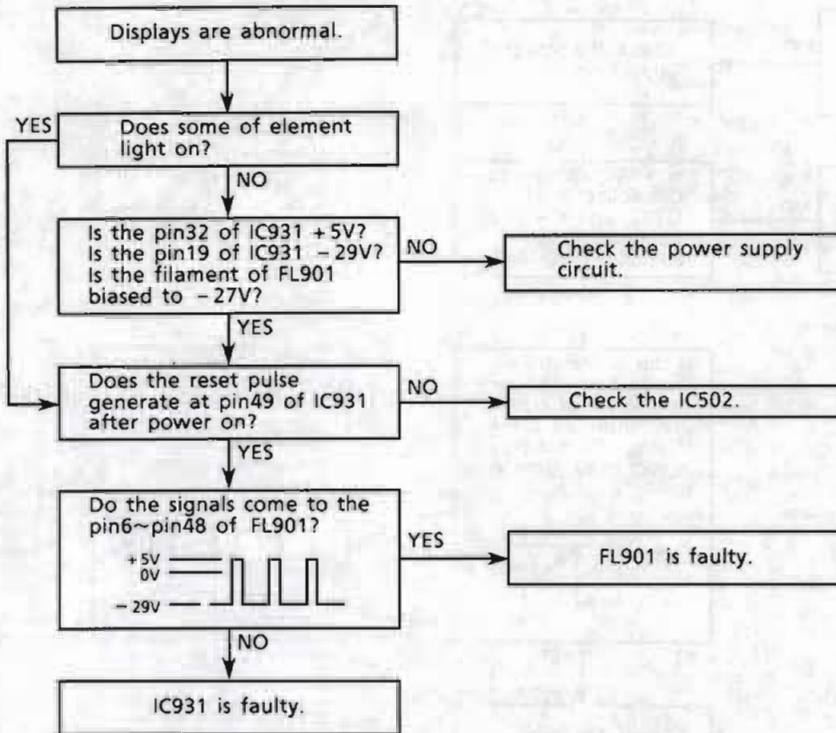 Displays are abnormal.
YES
Does some of element
light on?
NO
Is the pin32 of IC931 +5V?
Is the pin19 of IC931 −29V?
Is the filament of FL901
biased to −27V?
NO
Check the power supply
circuit.
YES
Does the reset pulse
generate at pin49 of IC931
after power on?
NO
Check the IC502.
YES
Do the signals come to the
pin6~pin48 of FL901?
+5V
0V
−29V
YES
FL901 is faulty.
NO
IC931 is faulty.